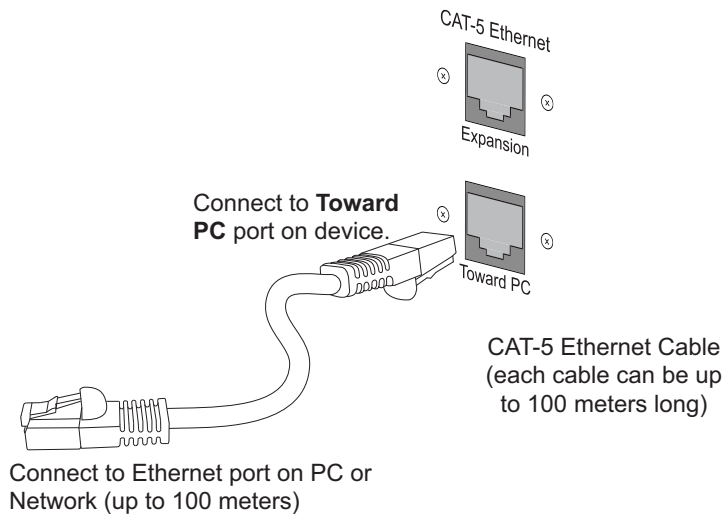 CAT-5 Ethernet
Expansion
Connect to Toward
PC port on device.
Toward PC
CAT-5 Ethernet Cable
(each cable can be up
to 100 meters long)
Connect to Ethernet port on PC or
Network (up to 100 meters)